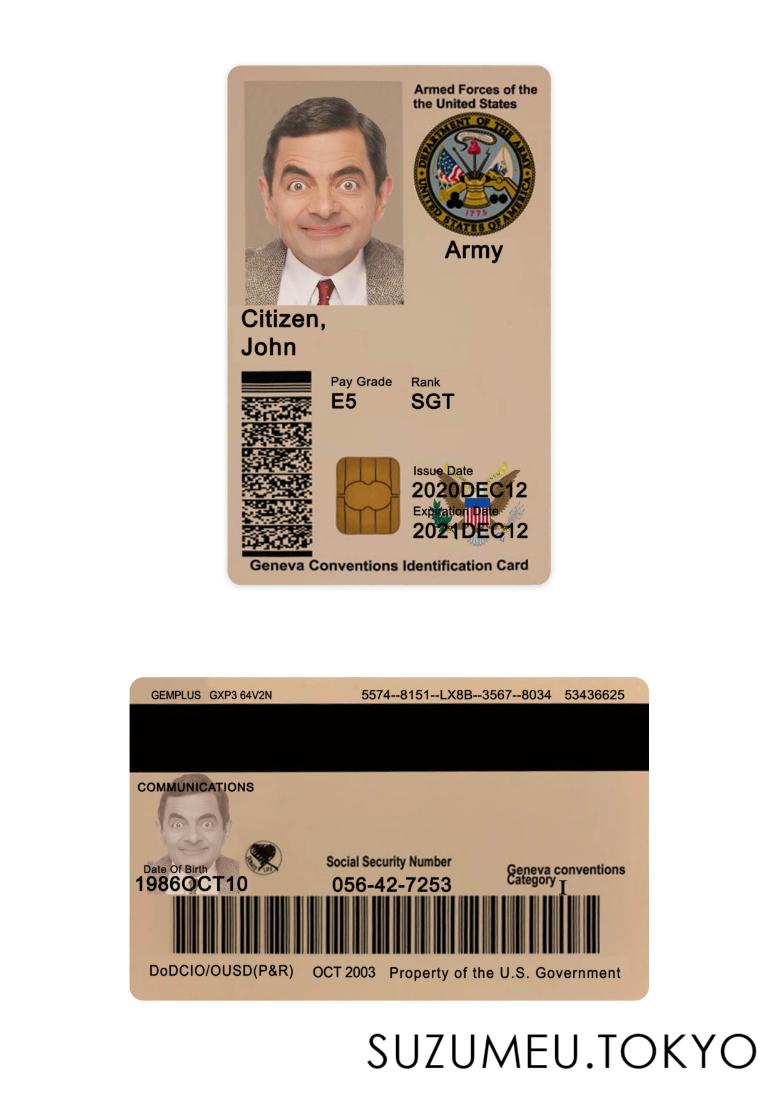 Armed Forces of the
the United States
DEPARTMENT OF THE ARMY
UNITED STATES OF AMERICA
1775
Army
Citizen,
John
Pay Grade Rank
E5 SGT
Issue Date
2020DEC12
Expiration Date
2021DEC12
Geneva Conventions Identification Card
GEMPLUS GXP3 64V2N 5574--8151--LX8B--3567--8034 53436625
COMMUNICATIONS
Date Of Birth Social Security Number Geneva conventions
Category I
1986OCT10 056-42-7253
DoDCIO/OUSD(P&R) OCT 2003 Property of the U.S. Government
SUZUMEU.TOKYO